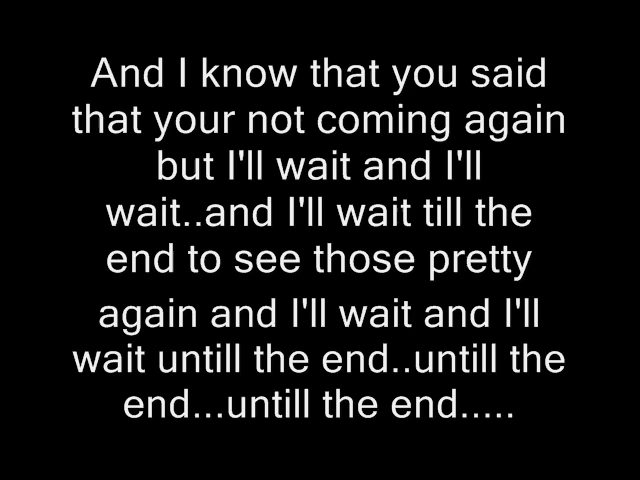 And I know that you said
that your not coming again
but I'll wait and I'll
wait..and I'll wait till the
end to see those pretty
again and I'll wait and I'll
wait untill the end..untill the
end...untill the end.....